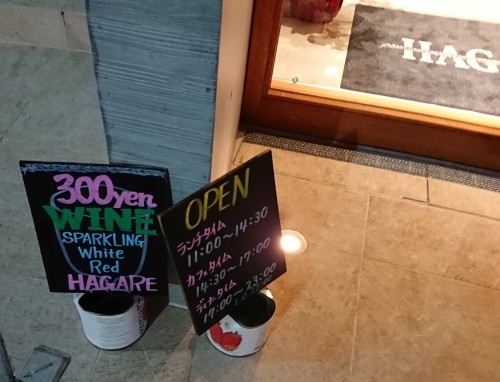 300yen
WINE
SPARKLING
White
Red
HAGARE
OPEN
ランチタイム
11:00~14:30
カフェタイム
14:30~17:00
ディナータイム
17:00~23:00
HAG